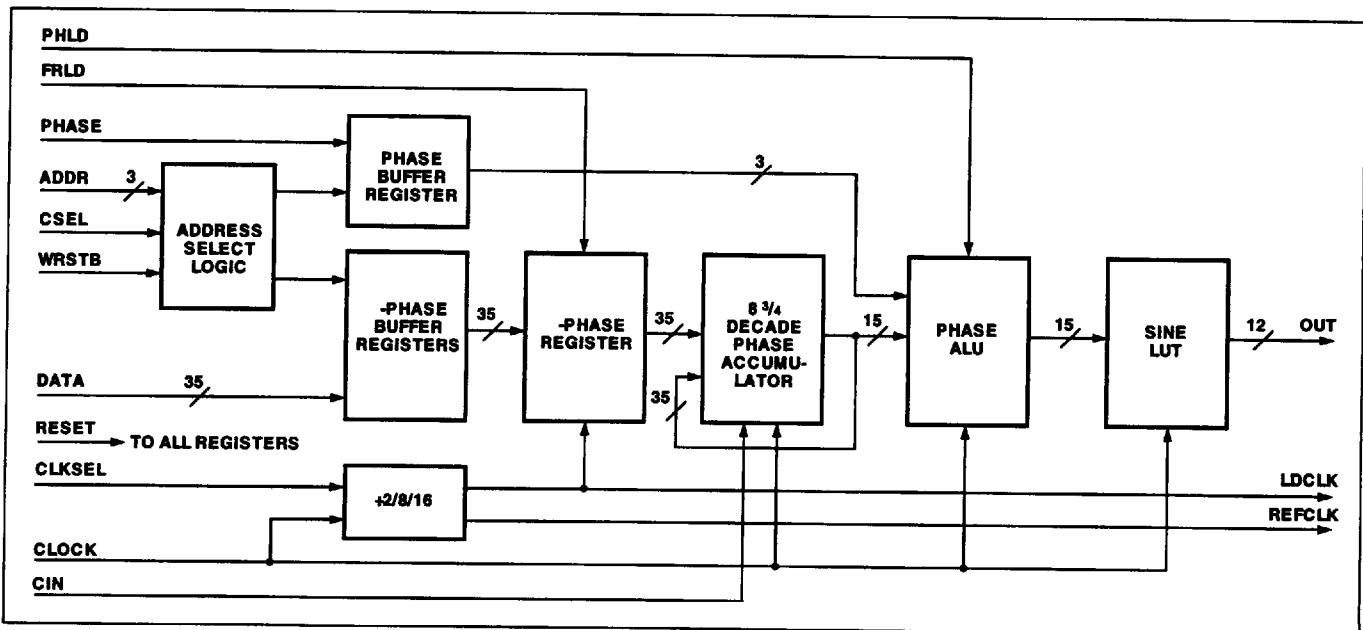 PHLD
FRLD
PHASE
ADDR
3
CSEL
WRSTB
ADDRESS
SELECT
LOGIC
PHASE
BUFFER
REGISTER
3
-PHASE
BUFFER
REGISTERS
35
-PHASE
REGISTER
35
8 3/4
DECADE
PHASE
ACCUMU-
LATOR
35
15
PHASE
ALU
15
SINE
LUT
12
OUT
DATA
35
RESET
TO ALL REGISTERS
CLKSEL
+2/8/16
LDCLK
REFCLK
CLOCK
CIN